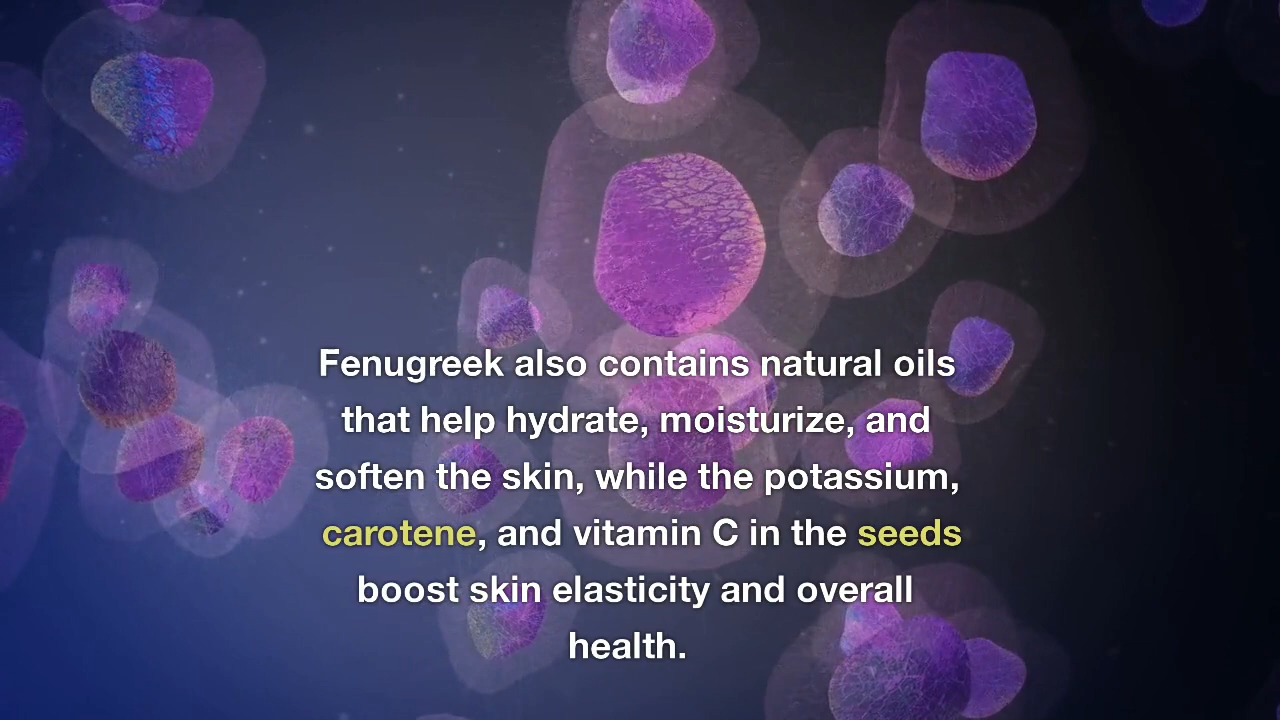 Fenugreek also contains natural oils
that help hydrate, moisturize, and
soften the skin, while the potassium,
carotene, and vitamin C in the seeds
boost skin elasticity and overall
health.